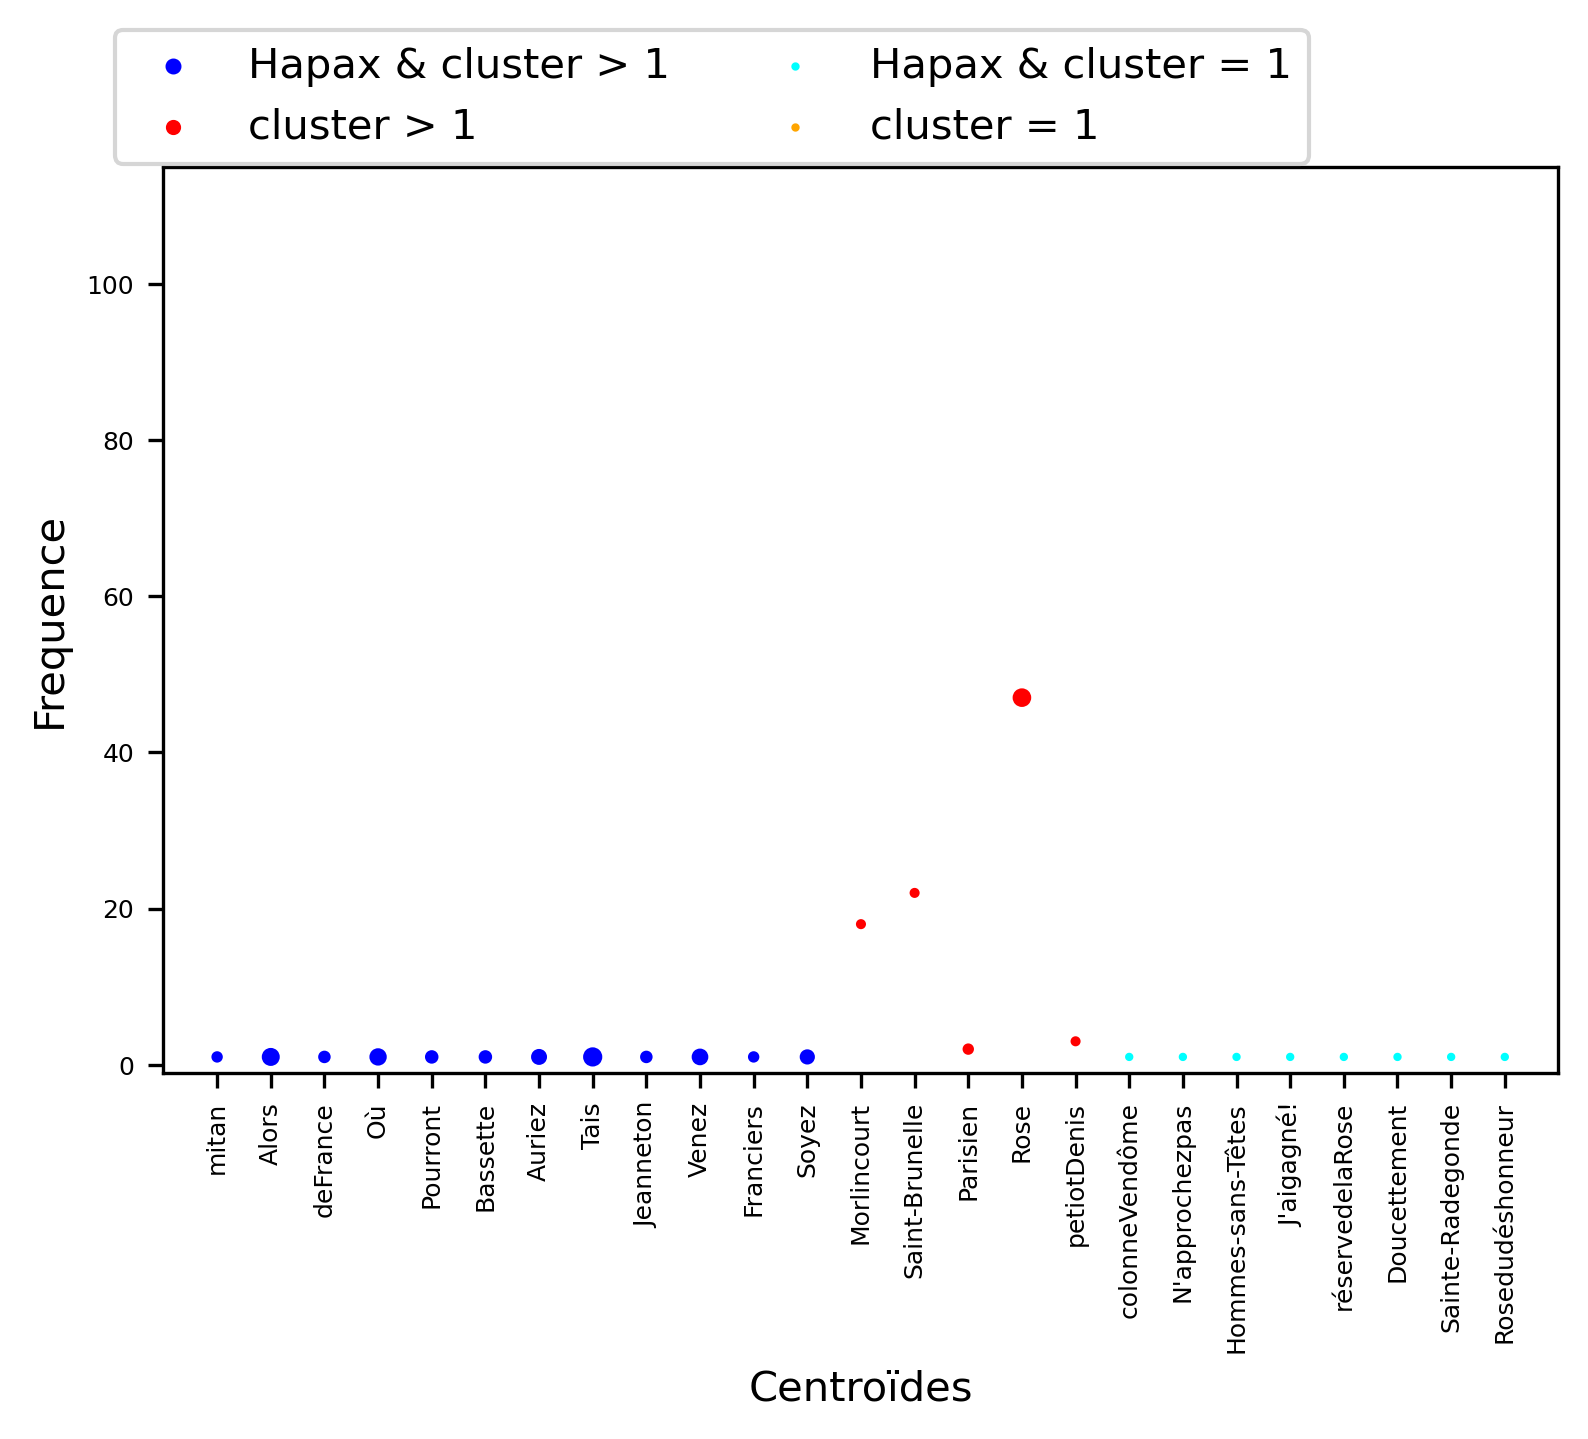 Hapax & cluster > 1
Hapax & cluster = 1
cluster > 1
cluster = 1
100
80
60
40
20
0
Frequence
mitan
Alors
deFrance
Où
Pourront
Bassette
Auriez
Tais
Jeanneton
Venez
Franciers
Soyez
Morlincourt
Saint-Brunelle
Parisien
Rose
petiotDenis
colonneVendôme
N'approchezpas
Hommes-sans-Têtes
J'aigagné!
réservedelaRose
Doucettement
Sainte-Radegonde
Rosedudéshonneur
Centroïdes